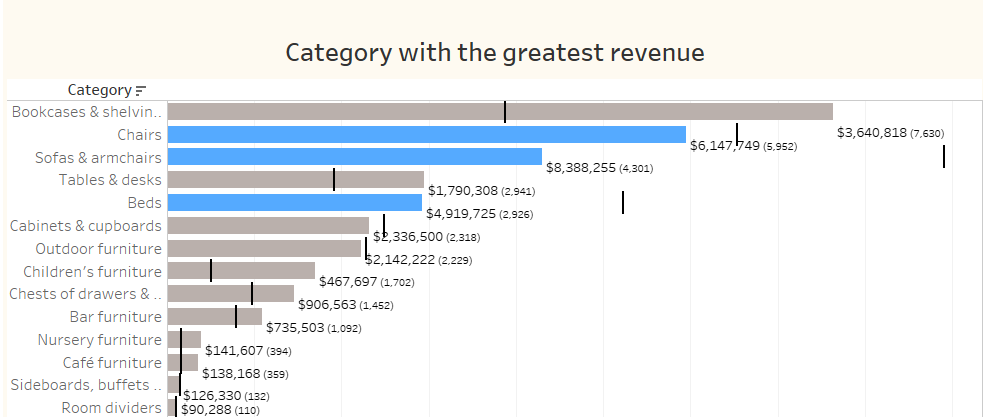 Category with the greatest revenue
Category
Bookcases & shelvin..
$3,640,818 (7,630)
Chairs
$6,147,749 (5,952)
Sofas & armchairs
$8,388,255 (4,301)
Tables & desks
$1,790,308 (2,941)
Beds
$4,919,725 (2,926)
Cabinets & cupboards
$2,336,500 (2,318)
Outdoor furniture
$2,142,222 (2,229)
Children's furniture
$467,697 (1,702)
Chests of drawers & ..
$906,563 (1,452)
Bar furniture
$735,503 (1,092)
Nursery furniture
$141,607 (394)
Café furniture
$138,168 (359)
Sideboards, buffets ..
$126,330 (132)
Room dividers
$90,288 (110)